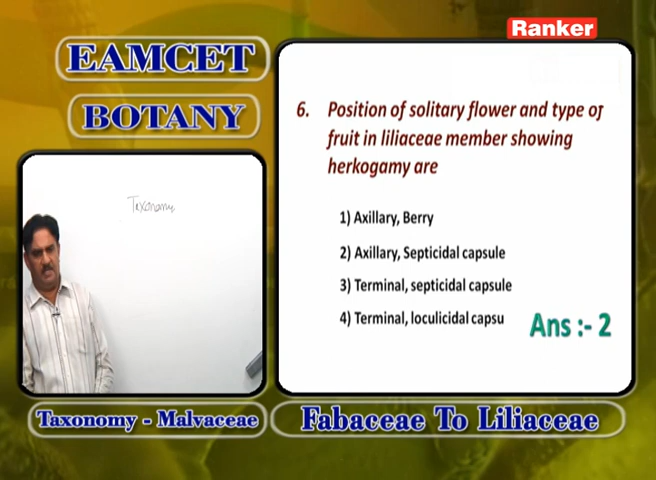 Ranker
EAMCET
BOTANY
Taxonomy
6. Position of solitary flower and type of
fruit in liliaceae member showing
herkogamy are
1) Axillary, Berry
2) Axillary, Septicidal capsule
3) Terminal, septicidal capsule
4) Terminal, loculicidal capsu
Ans :- 2
Taxonomy - Malvaceae
Fabaceae To Liliaceae